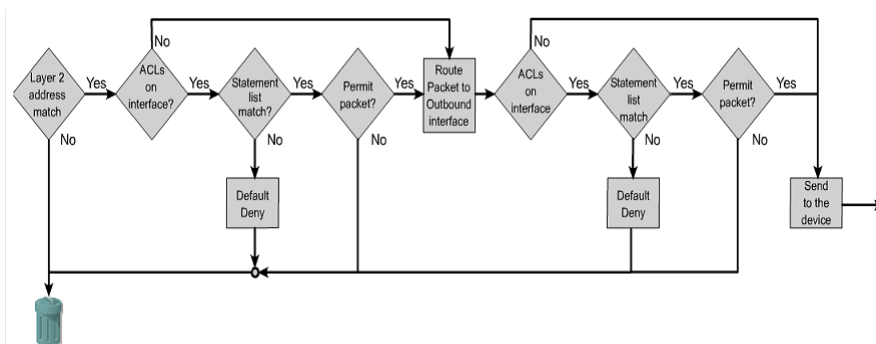 Layer 2
address
match
Yes
No
ACLs
on
interface?
No
Yes
Statement
list
match?
Yes
No
Default
Deny
Permit
packet?
Yes
No
Route
Packet to
Outbound
interface
ACLs
on
interface
No
Yes
Statement
list
match
Yes
No
Default
Deny
Permit
packet?
Yes
No
Send
to the
device